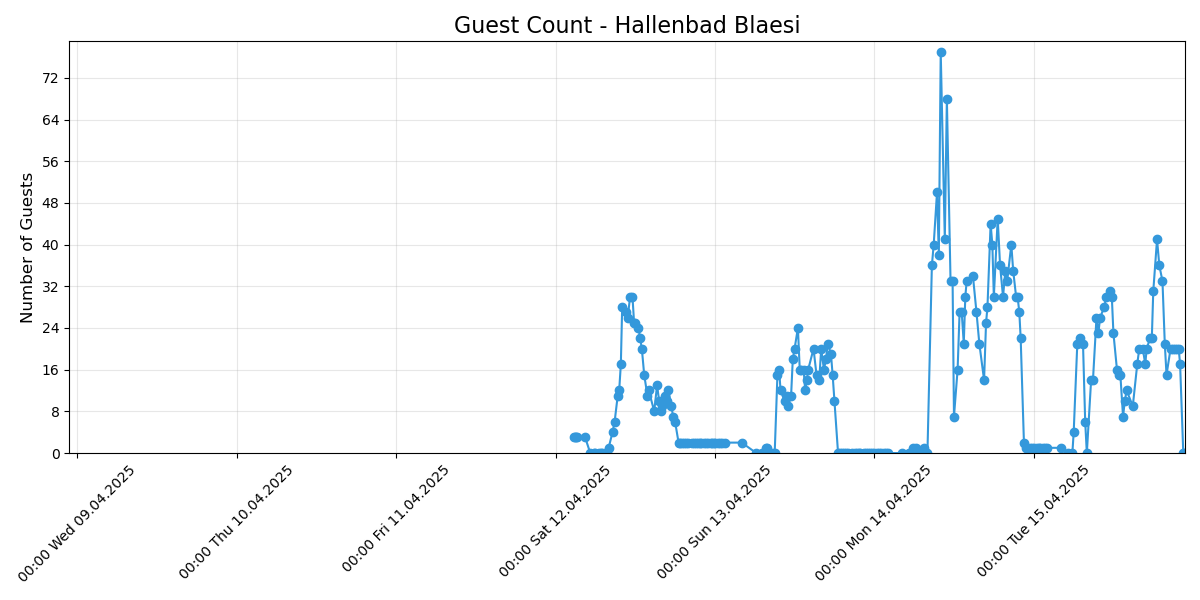 Guest Count - Hallenbad Blaesi
Number of Guests
72
64
56
48
40
32
24
16
8
0
00:00 Wed 09.04.2025
00:00 Thu 10.04.2025
00:00 Fri 11.04.2025
00:00 Sat 12.04.2025
00:00 Sun 13.04.2025
00:00 Mon 14.04.2025
00:00 Tue 15.04.2025